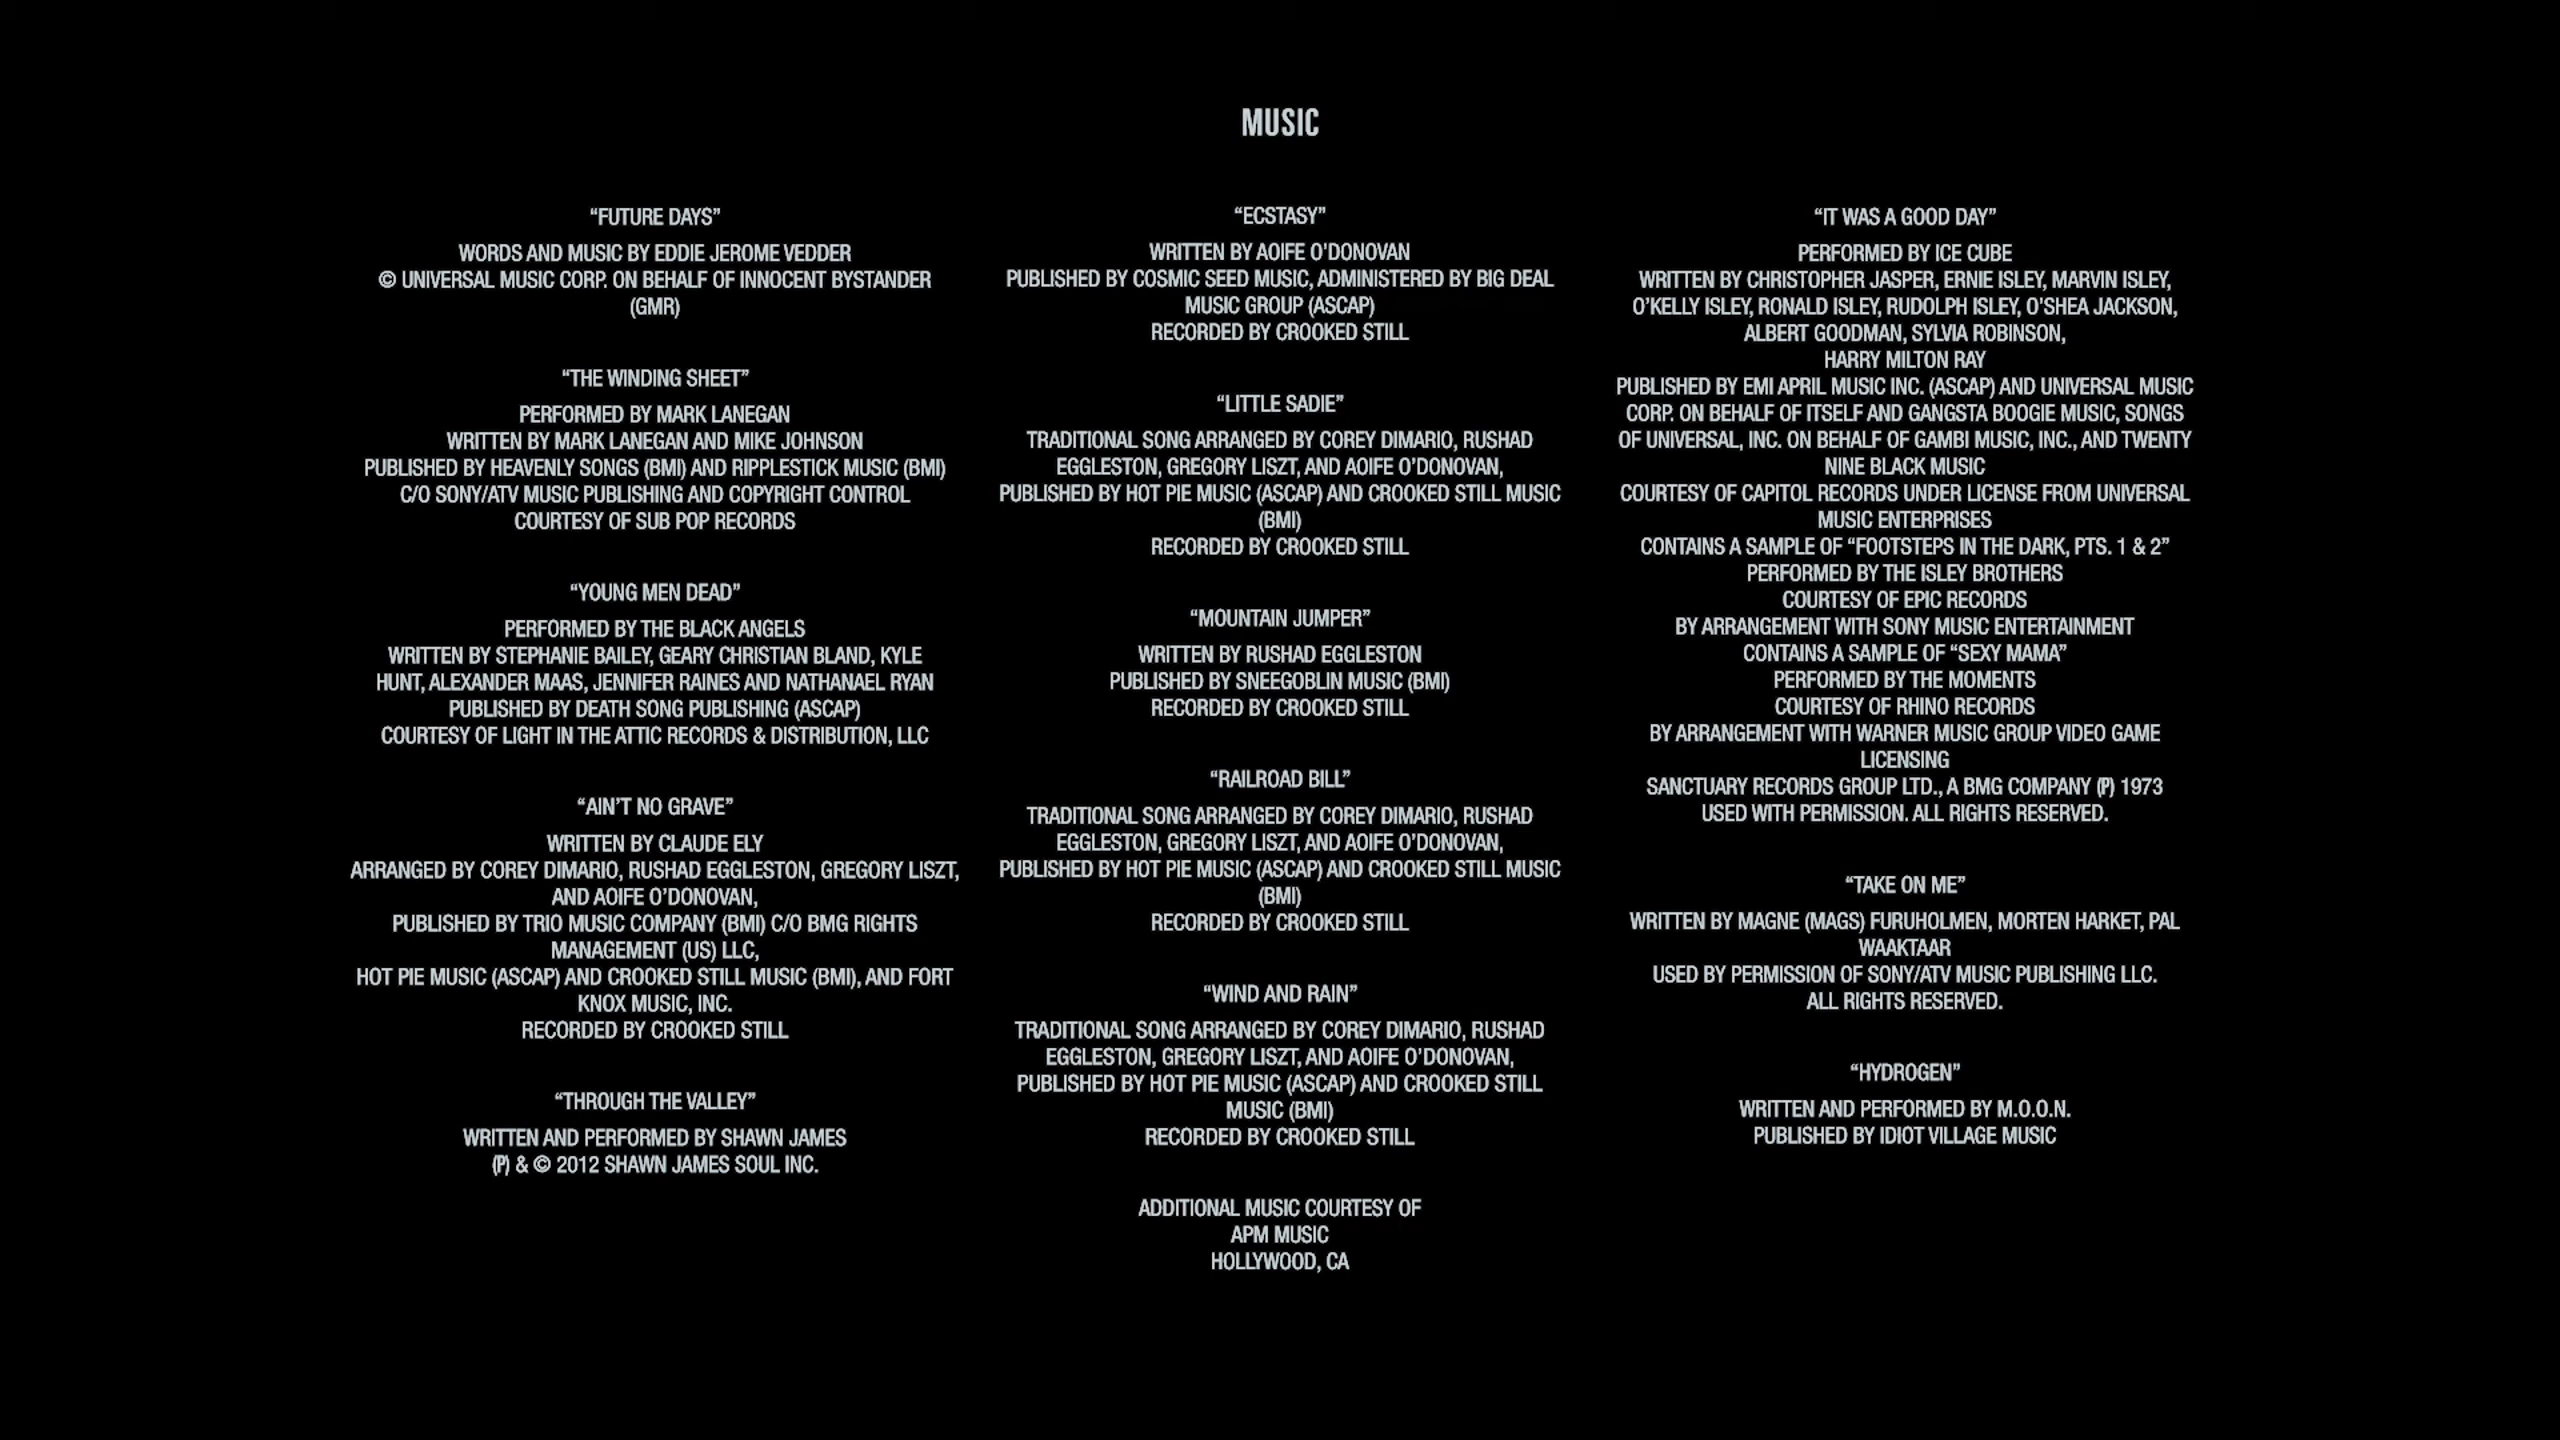 MUSIC
“FUTURE DAYS”
WORDS AND MUSIC BY EDDIE JEROME VEDDER
© UNIVERSAL MUSIC CORP. ON BEHALF OF INNOCENT BYSTANDER
(GMR)
“THE WINDING SHEET”
PERFORMED BY MARK LANEGAN
WRITTEN BY MARK LANEGAN AND MIKE JOHNSON
PUBLISHED BY HEAVENLY SONGS (BMI) AND RIPPLESTICK MUSIC (BMI)
C/O SONY/ATV MUSIC PUBLISHING AND COPYRIGHT CONTROL
COURTESY OF SUB POP RECORDS
“YOUNG MEN DEAD”
PERFORMED BY THE BLACK ANGELS
WRITTEN BY STEPHANIE BAILEY, GEARY CHRISTIAN BLAND, KYLE
HUNT, ALEXANDER MAAS, JENNIFER RAINES AND NATHANAEL RYAN
PUBLISHED BY DEATH SONG PUBLISHING (ASCAP)
COURTESY OF LIGHT IN THE ATTIC RECORDS & DISTRIBUTION, LLC
“AIN’T NO GRAVE”
WRITTEN BY CLAUDE ELY
ARRANGED BY COREY DIMARIO, RUSHAD EGGLESTON, GREGORY LISZT,
AND AOIFE O’DONOVAN,
PUBLISHED BY TRIO MUSIC COMPANY (BMI) C/O BMG RIGHTS
MANAGEMENT (US) LLC,
HOT PIE MUSIC (ASCAP) AND CROOKED STILL MUSIC (BMI), AND FORT
KNOX MUSIC, INC.
RECORDED BY CROOKED STILL
“THROUGH THE VALLEY”
WRITTEN AND PERFORMED BY SHAWN JAMES
(P) & © 2012 SHAWN JAMES SOUL INC.
“ECSTASY”
WRITTEN BY AOIFE O’DONOVAN
PUBLISHED BY COSMIC SEED MUSIC, ADMINISTERED BY BIG DEAL
MUSIC GROUP (ASCAP)
RECORDED BY CROOKED STILL
“LITTLE SADIE”
TRADITIONAL SONG ARRANGED BY COREY DIMARIO, RUSHAD
EGGLESTON, GREGORY LISZT, AND AOIFE O’DONOVAN,
PUBLISHED BY HOT PIE MUSIC (ASCAP) AND CROOKED STILL MUSIC
(BMI)
RECORDED BY CROOKED STILL
“MOUNTAIN JUMPER”
WRITTEN BY RUSHAD EGGLESTON
PUBLISHED BY SNEEGOBLIN MUSIC (BMI)
RECORDED BY CROOKED STILL
“RAILROAD BILL”
TRADITIONAL SONG ARRANGED BY COREY DIMARIO, RUSHAD
EGGLESTON, GREGORY LISZT, AND AOIFE O’DONOVAN,
PUBLISHED BY HOT PIE MUSIC (ASCAP) AND CROOKED STILL MUSIC
(BMI)
RECORDED BY CROOKED STILL
“WIND AND RAIN”
TRADITIONAL SONG ARRANGED BY COREY DIMARIO, RUSHAD
EGGLESTON, GREGORY LISZT, AND AOIFE O’DONOVAN,
PUBLISHED BY HOT PIE MUSIC (ASCAP) AND CROOKED STILL
MUSIC (BMI)
RECORDED BY CROOKED STILL
ADDITIONAL MUSIC COURTESY OF
APM MUSIC
HOLLYWOOD, CA
“IT WAS A GOOD DAY”
PERFORMED BY ICE CUBE
WRITTEN BY CHRISTOPHER JASPER, ERNIE ISLEY, MARVIN ISLEY,
O’KELLY ISLEY, RONALD ISLEY, RUDOLPH ISLEY, O’SHEA JACKSON,
ALBERT GOODMAN, SYLVIA ROBINSON,
HARRY MILTON RAY
PUBLISHED BY EMI APRIL MUSIC INC. (ASCAP) AND UNIVERSAL MUSIC
CORP. ON BEHALF OF ITSELF AND GANGSTA BOOGIE MUSIC, SONGS
OF UNIVERSAL, INC. ON BEHALF OF GAMBI MUSIC, INC., AND TWENTY
NINE BLACK MUSIC
COURTESY OF CAPITOL RECORDS UNDER LICENSE FROM UNIVERSAL
MUSIC ENTERPRISES
CONTAINS A SAMPLE OF “FOOTSTEPS IN THE DARK, PTS. 1 & 2”
PERFORMED BY THE ISLEY BROTHERS
COURTESY OF EPIC RECORDS
BY ARRANGEMENT WITH SONY MUSIC ENTERTAINMENT
CONTAINS A SAMPLE OF “SEXY MAMA”
PERFORMED BY THE MOMENTS
COURTESY OF RHINO RECORDS
BY ARRANGEMENT WITH WARNER MUSIC GROUP VIDEO GAME
LICENSING
SANCTUARY RECORDS GROUP LTD., A BMG COMPANY (P) 1973
USED WITH PERMISSION. ALL RIGHTS RESERVED.
“TAKE ON ME”
WRITTEN BY MAGNE (MAGS) FURUHOLMEN, MORTEN HARKET, PAL
WAAKTAAR
USED BY PERMISSION OF SONY/ATV MUSIC PUBLISHING LLC.
ALL RIGHTS RESERVED.
“HYDROGEN”
WRITTEN AND PERFORMED BY M.O.O.N.
PUBLISHED BY IDIOT VILLAGE MUSIC